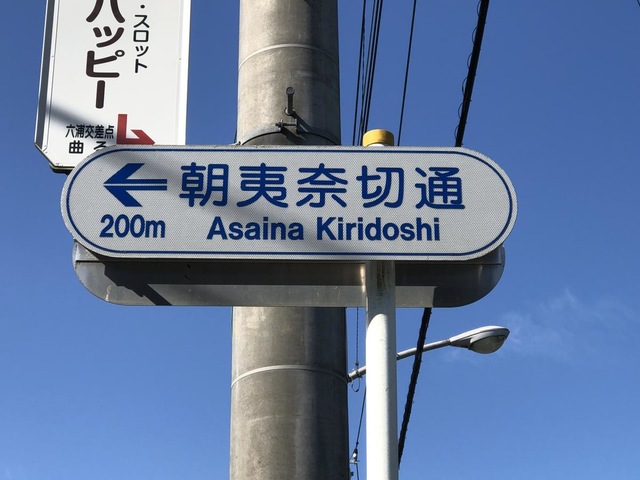 ・スロット
ハッピー
六浦交差点
曲る
朝夷奈切通
200m
Asaina Kiridoshi